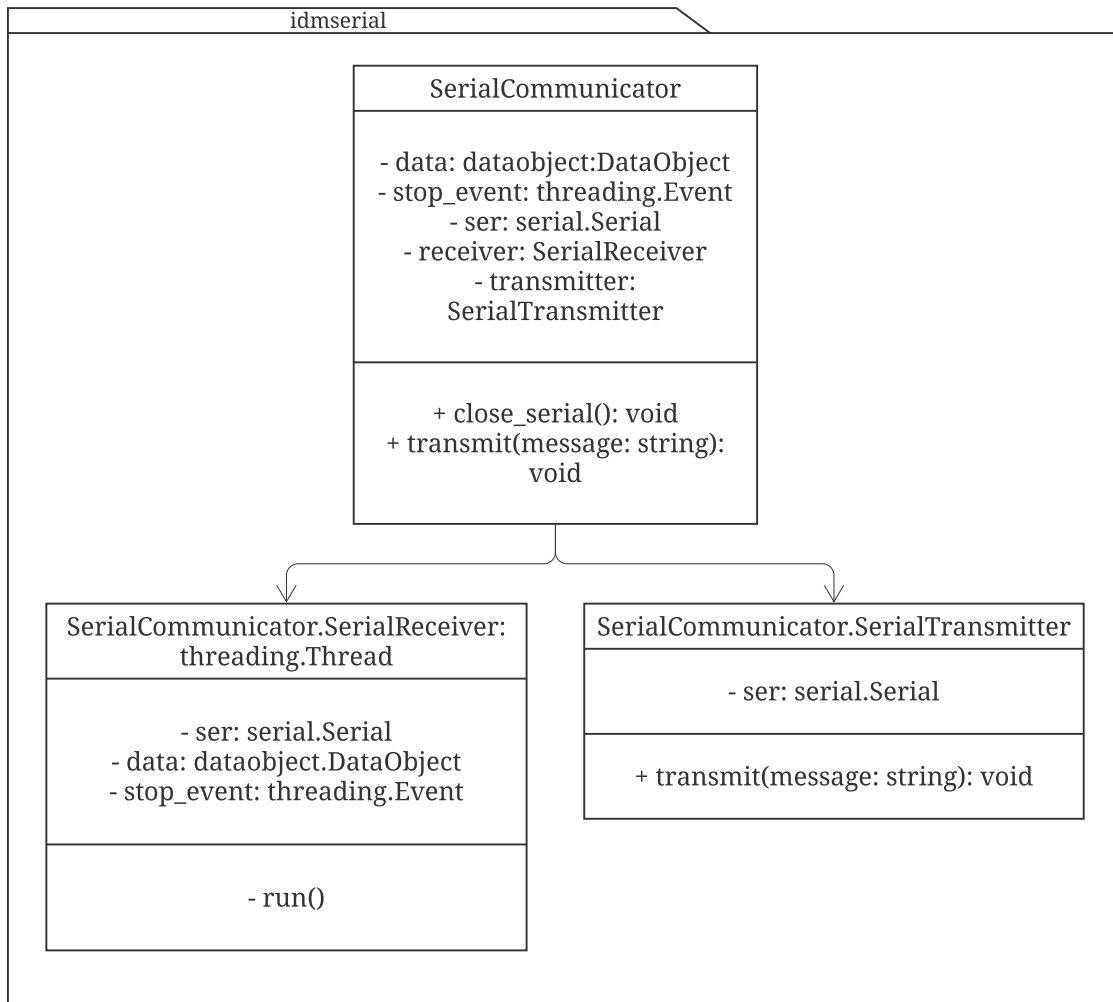 idmserial
SerialCommunicator
- data: dataobject:DataObject
- stop_event: threading.Event
- ser: serial.Serial
- receiver: SerialReceiver
- transmitter:
SerialTransmitter
+ close_serial(): void
+ transmit(message: string):
void
SerialCommunicator.SerialReceiver:
threading.Thread
- ser: serial.Serial
- data: dataobject.DataObject
- stop_event: threading.Event
- run()
SerialCommunicator.SerialTransmitter
- ser: serial.Serial
+ transmit(message: string): void